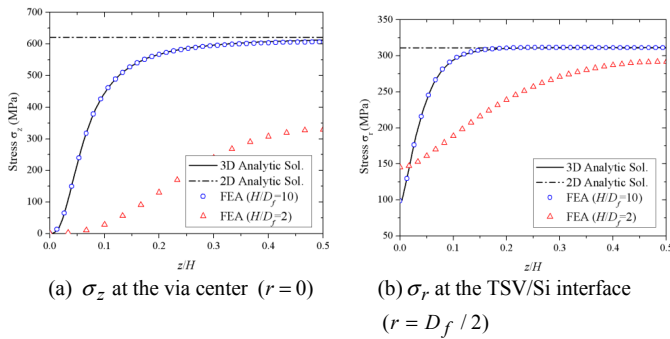 700
600
500
400
300
200
100
0
Stress σz (MPa)
3D Analytic Sol.
2D Analytic Sol.
FEA (H/Df=10)
FEA (H/Df=2)
0.0 0.1 0.2 0.3 0.4 0.5
z/H
(a) σz at the via center (r = 0)
350
300
250
200
150
100
50
Stress σr (MPa)
3D Analytic Sol.
2D Analytic Sol.
FEA (H/Df=10)
FEA (H/Df=2)
0.0 0.1 0.2 0.3 0.4 0.5
z/H
(b) σr at the TSV/Si interface
(r = Df / 2)